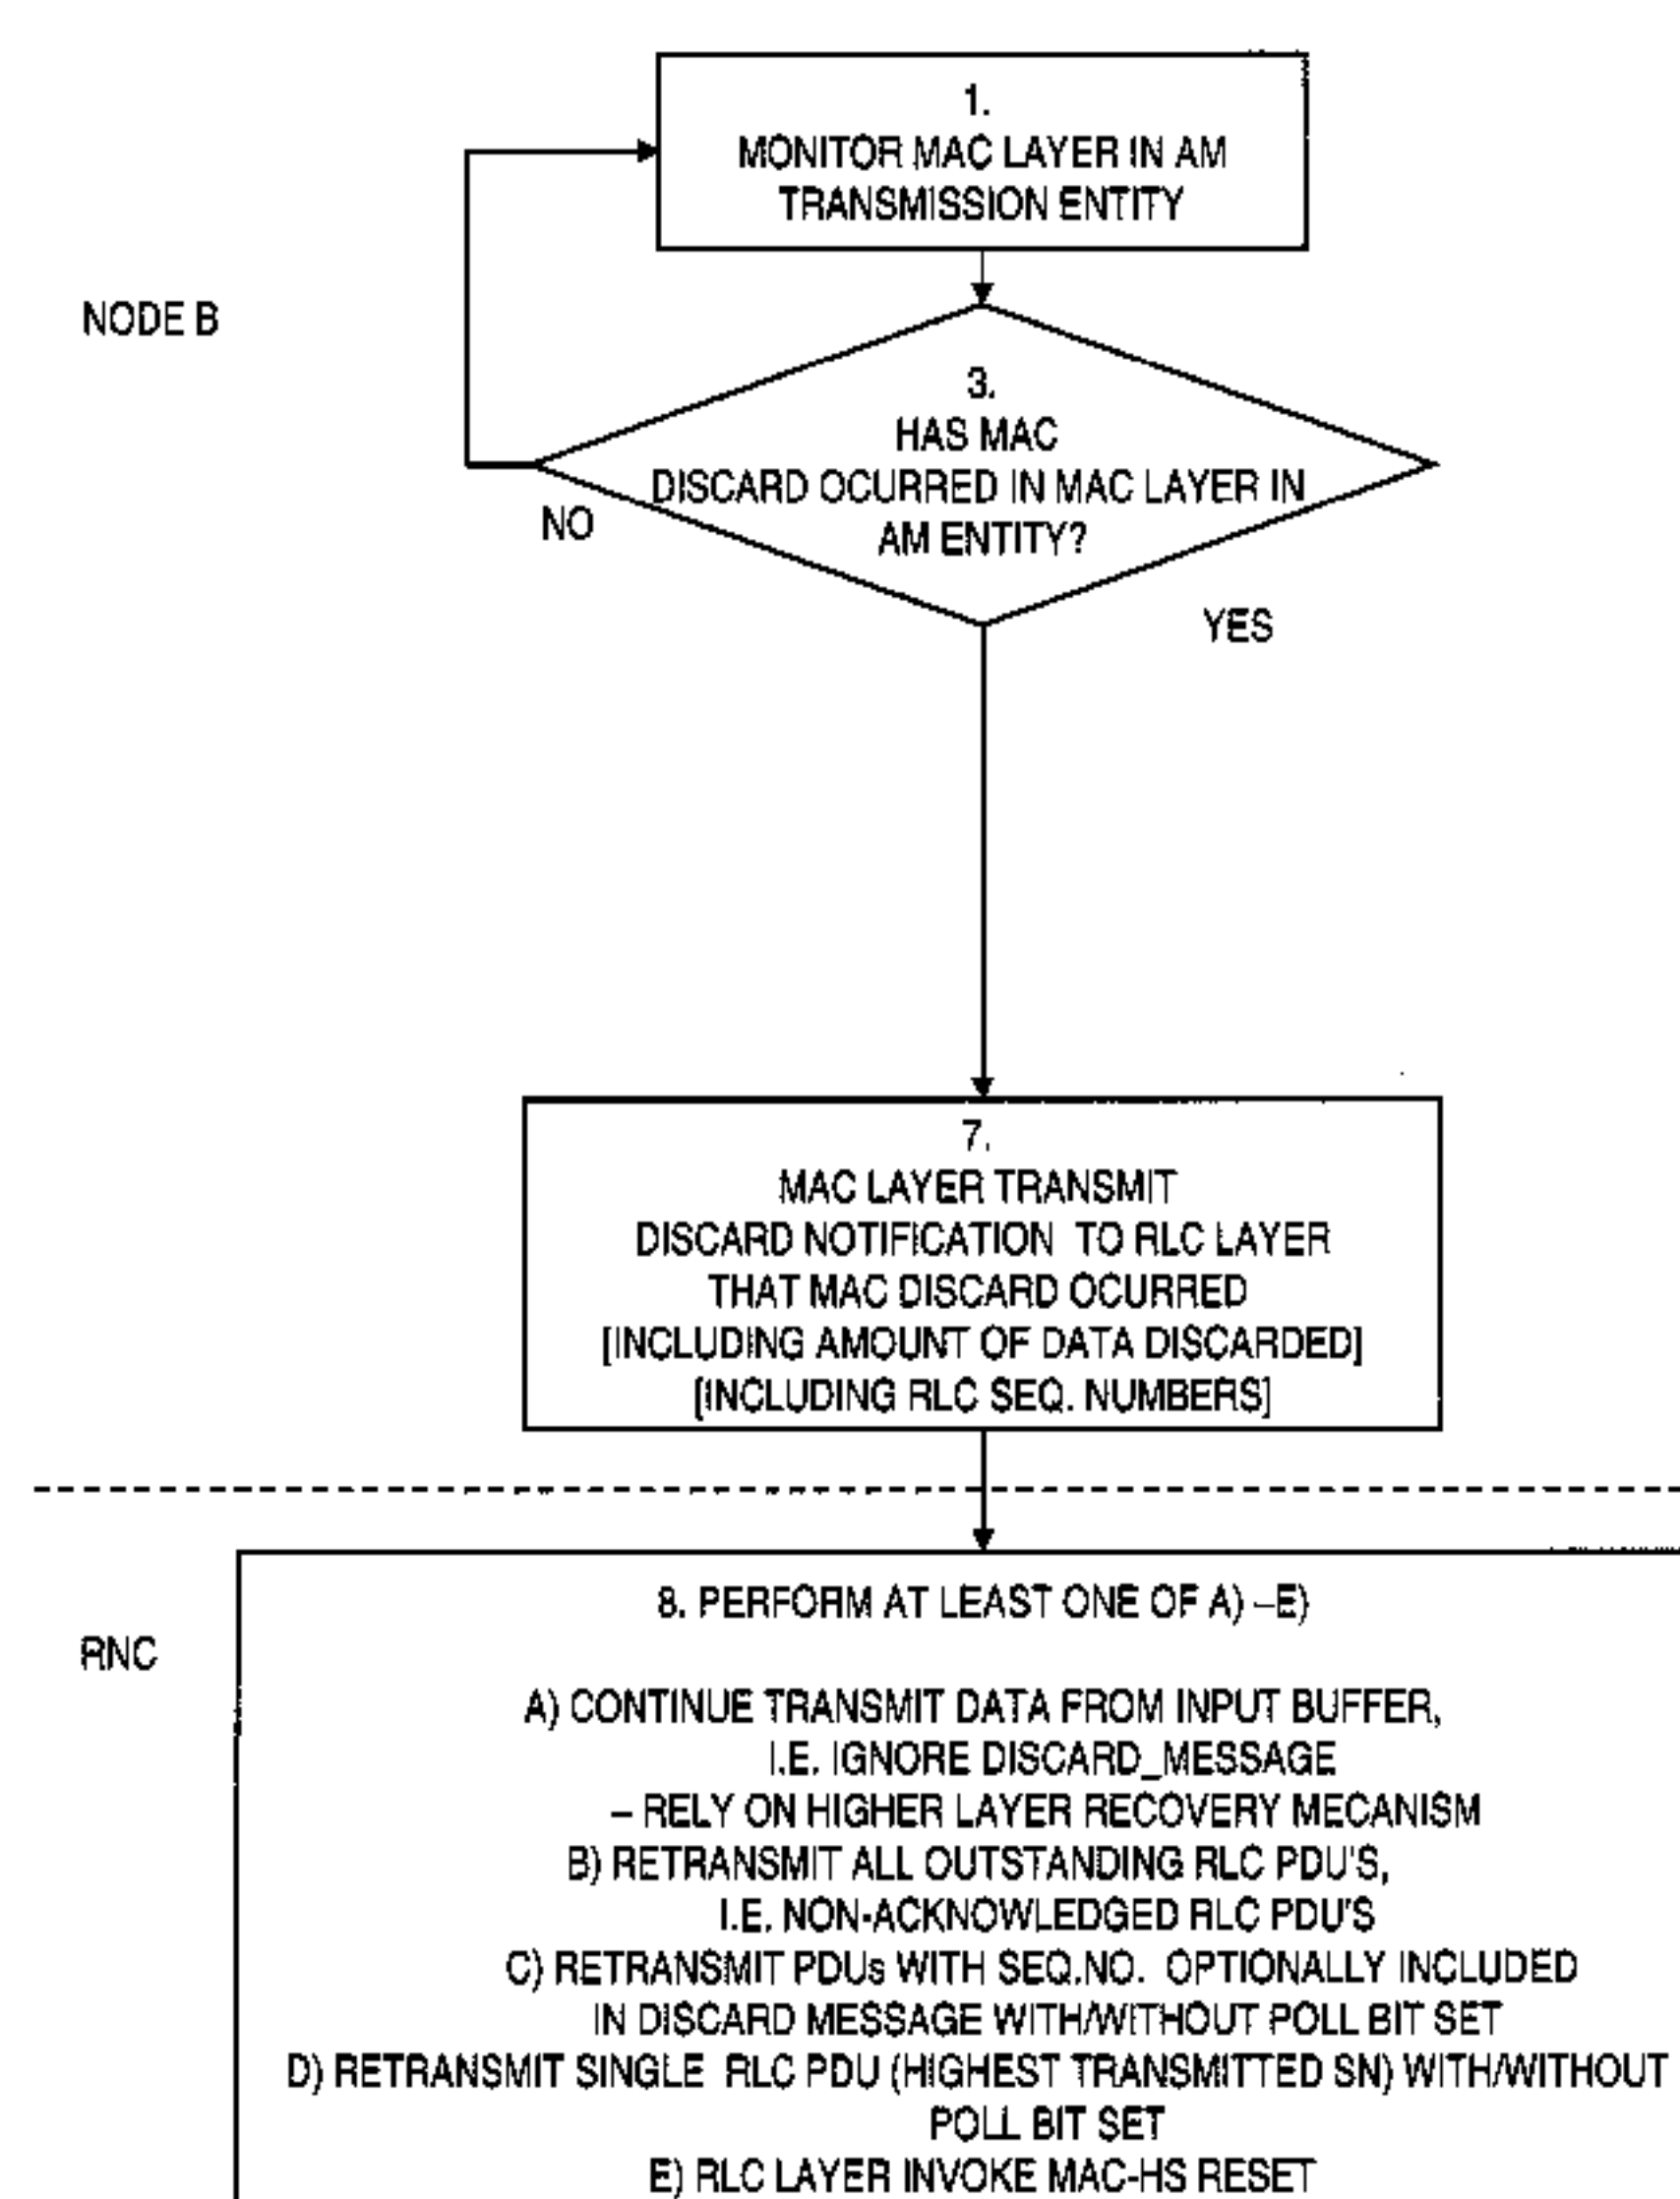 1.
MONITOR MAC LAYER IN AM
TRANSMISSION ENTITY
NODE B
3.
HAS MAC
DISCARD OCURRED IN MAC LAYER IN
AM ENTITY?
NO
YES
7.
MAC LAYER TRANSMIT
DISCARD NOTIFICATION TO RLC LAYER
THAT MAC DISCARD OCURRED
[INCLUDING AMOUNT OF DATA DISCARDED]
[INCLUDING RLC SEQ. NUMBERS]
8. PERFORM AT LEAST ONE OF A) –E)
RNC
A) CONTINUE TRANSMIT DATA FROM INPUT BUFFER,
I.E. IGNORE DISCARD_MESSAGE
– RELY ON HIGHER LAYER RECOVERY MECANISM
B) RETRANSMIT ALL OUTSTANDING RLC PDU'S,
I.E. NON-ACKNOWLEDGED RLC PDU'S
C) RETRANSMIT PDUs WITH SEQ.NO. OPTIONALLY INCLUDED
IN DISCARD MESSAGE WITH/WITHOUT POLL BIT SET
D) RETRANSMIT SINGLE RLC PDU (HIGHEST TRANSMITTED SN) WITH/WITHOUT
POLL BIT SET
E) RLC LAYER INVOKE MAC-HS RESET